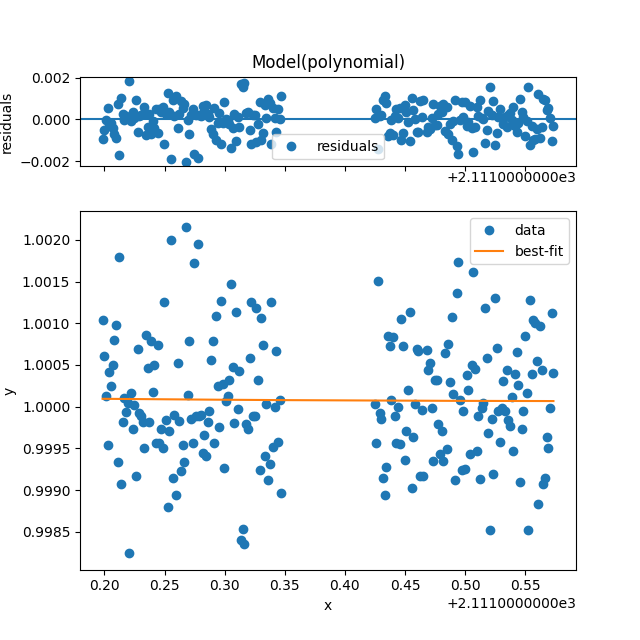 Model(polynomial)
0.002
0.000
−0.002
residuals
residuals
+2.1110000000e3
1.0020
1.0015
1.0010
1.0005
1.0000
0.9995
0.9990
0.9985
y
data
best-fit
0.20 0.25 0.30 0.35 0.40 0.45 0.50 0.55
x
+2.1110000000e3